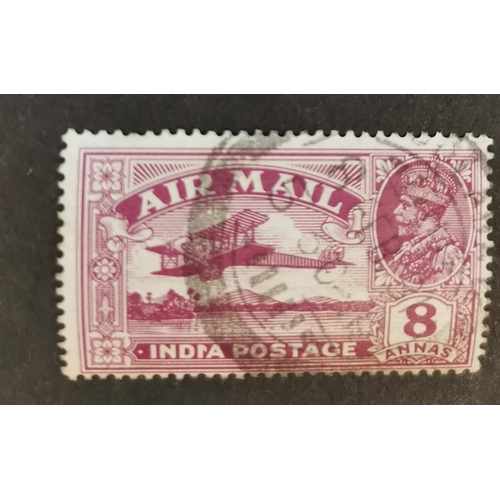 AIR MAIL
8
ANNAS
INDIA POSTAGE